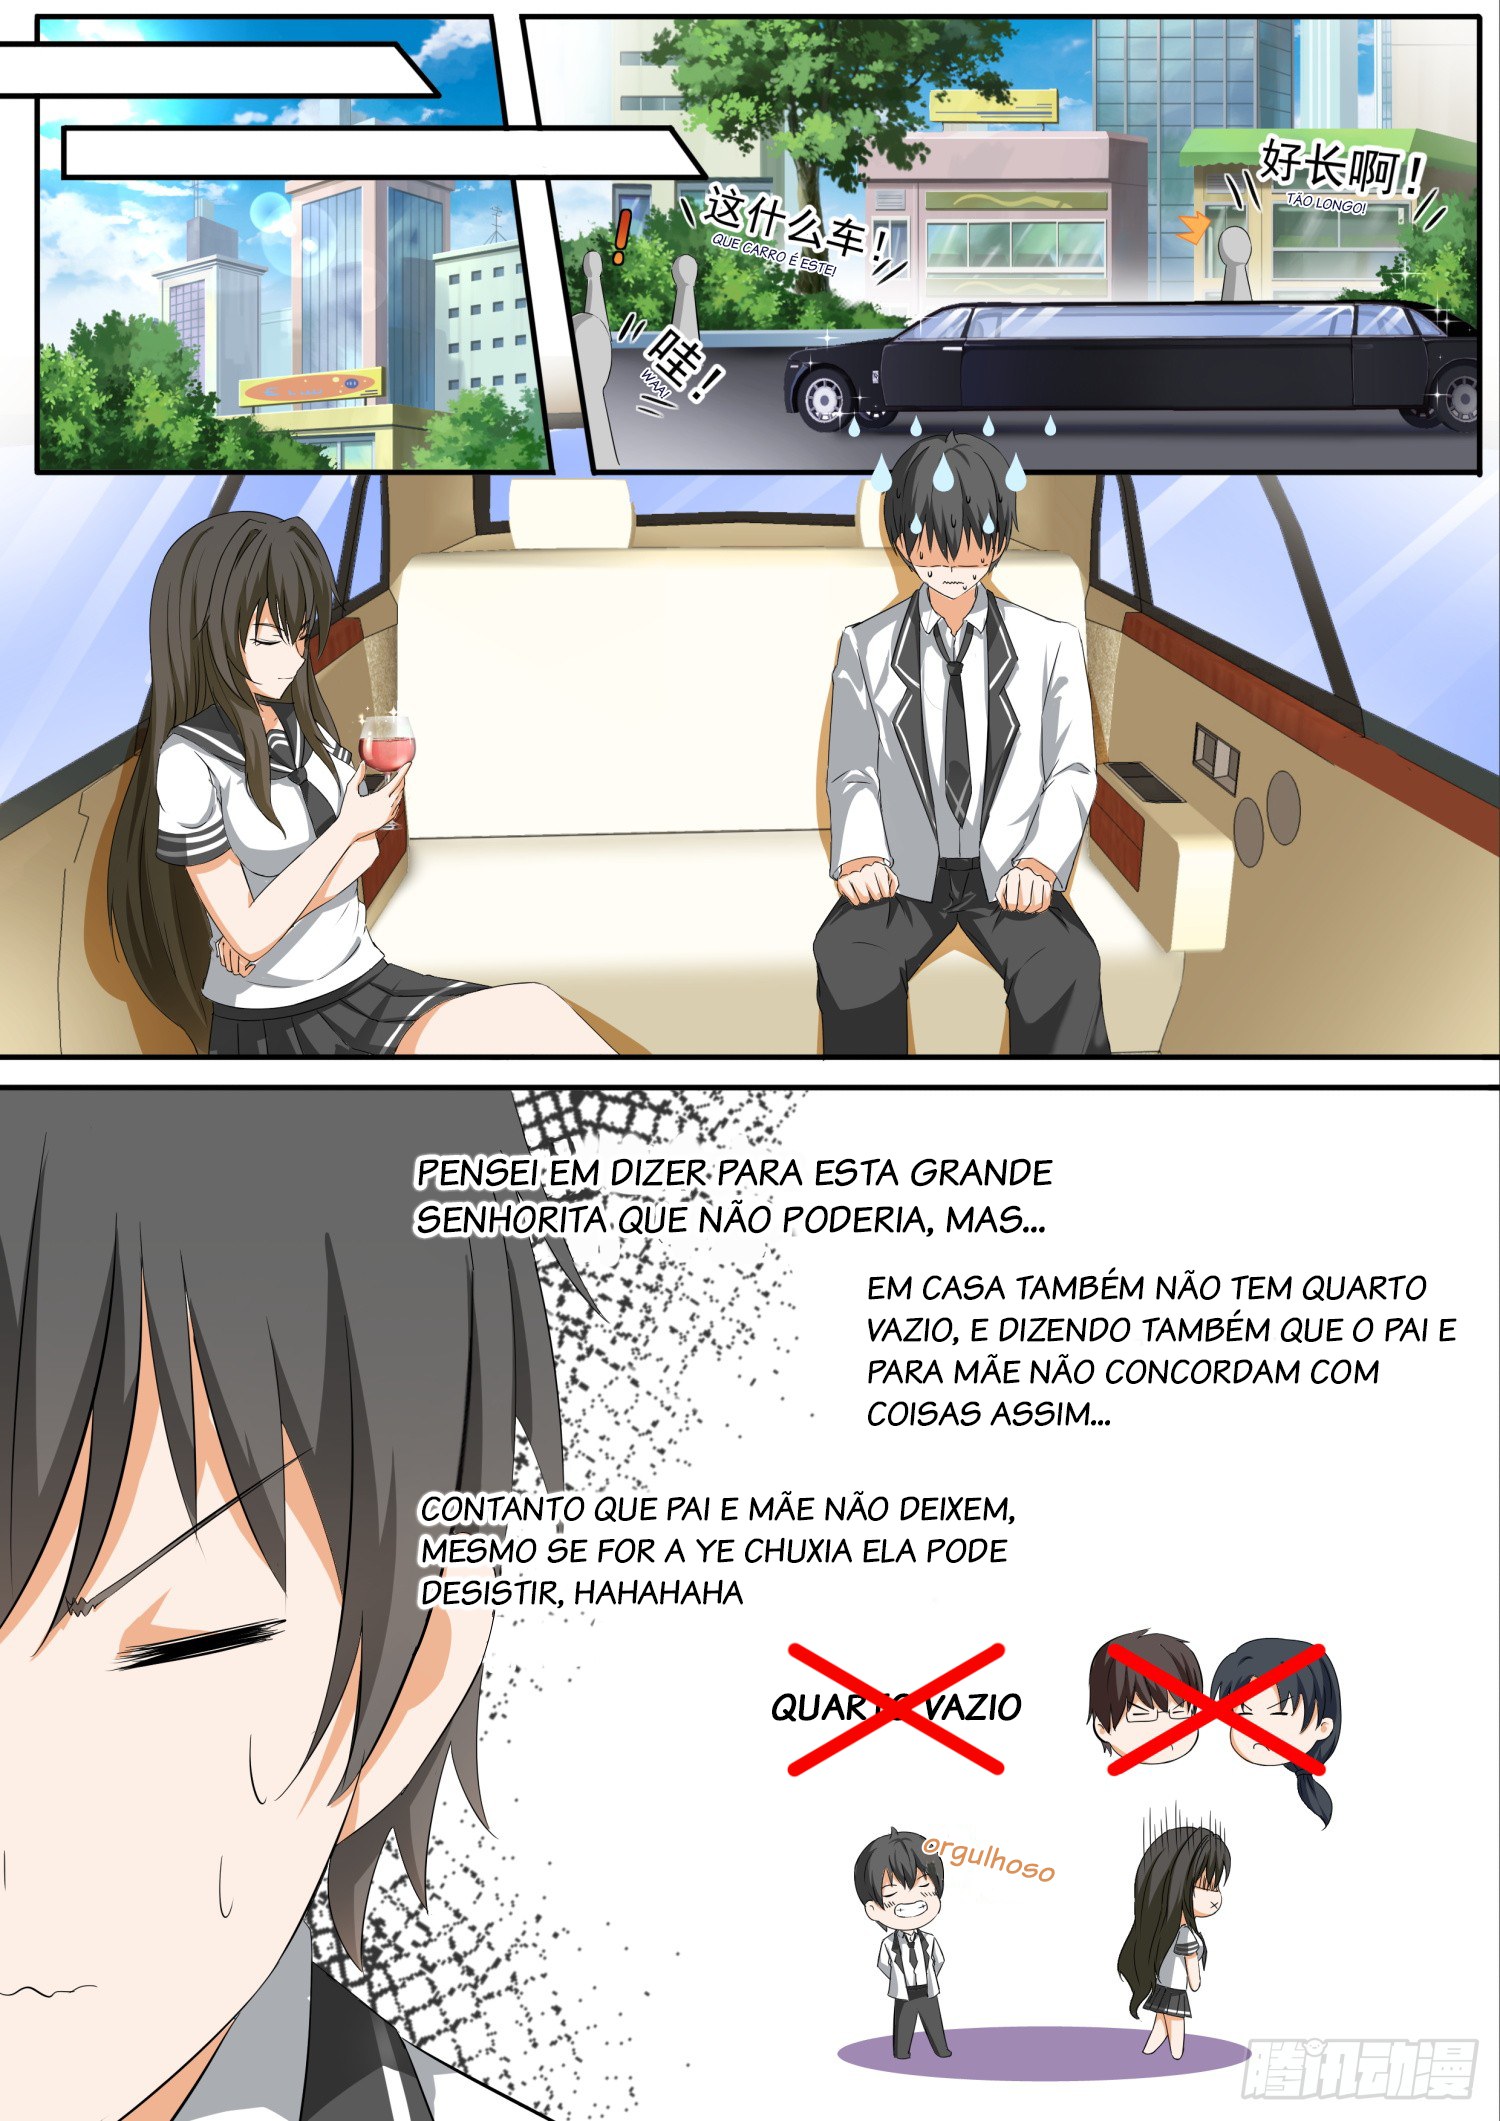 好长啊！
TÃO LONGO!
这什么车！
QUE CARRO É ESTE!
哇！
WAA!
PENSEI EM DIZER PARA ESTA GRANDE
SENHORITA QUE NÃO PODERIA, MAS...
EM CASA TAMBÉM NÃO TEM QUARTO
VAZIO, E DIZENDO TAMBÉM QUE O PAI E
PARA MÃE NÃO CONCORDAM COM
COISAS ASSIM...
CONTANTO QUE PAI E MÃE NÃO DEIXEM,
MESMO SE FOR A YE CHUXIA ELA PODE
DESISTIR, HAHAHAHA
QUARTO VAZIO
orgulhoso
腾讯动漫